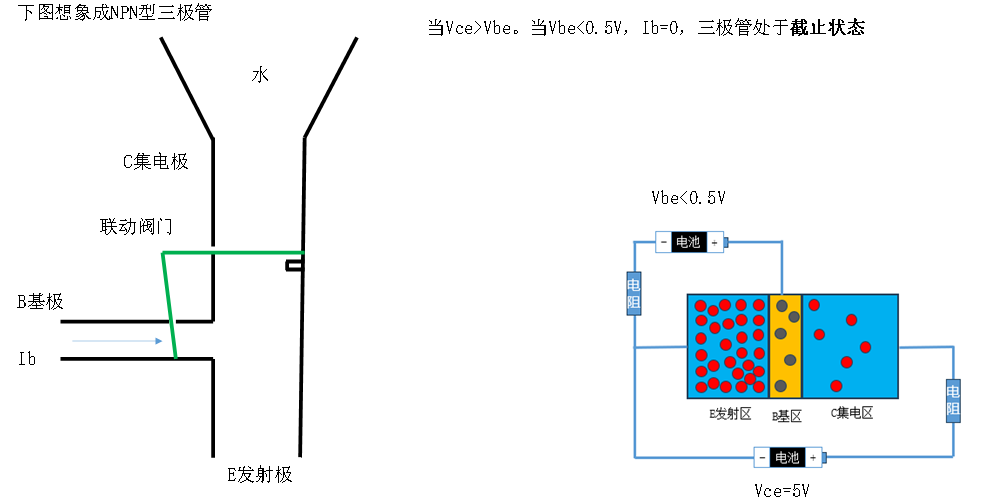 下图想象成NPN型三极管
当Vce>Vbe。当Vbe<0.5V, Ib=0, 三极管处于截止状态
水
C集电极
联动阀门
B基极
Ib
E发射极
Vbe<0.5V
- 电池 +
电阻
E发射区
B基区
C集电区
电阻
- 电池 +
Vce=5V